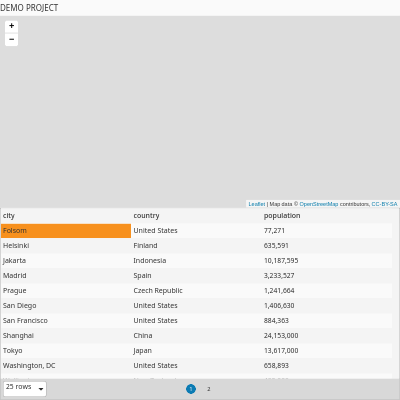 DEMO PROJECT
+
−
Leaflet | Map data © OpenStreetMap contributors, CC-BY-SA
city country population
Folsom United States 77,271
Helsinki Finland 635,591
Jakarta Indonesia 10,187,595
Madrid Spain 3,233,527
Prague Czech Republic 1,241,664
San Diego United States 1,406,630
San Francisco United States 884,363
Shanghai China 24,153,000
Tokyo Japan 13,617,000
Washington, DC United States 658,893
25 rows 1 2